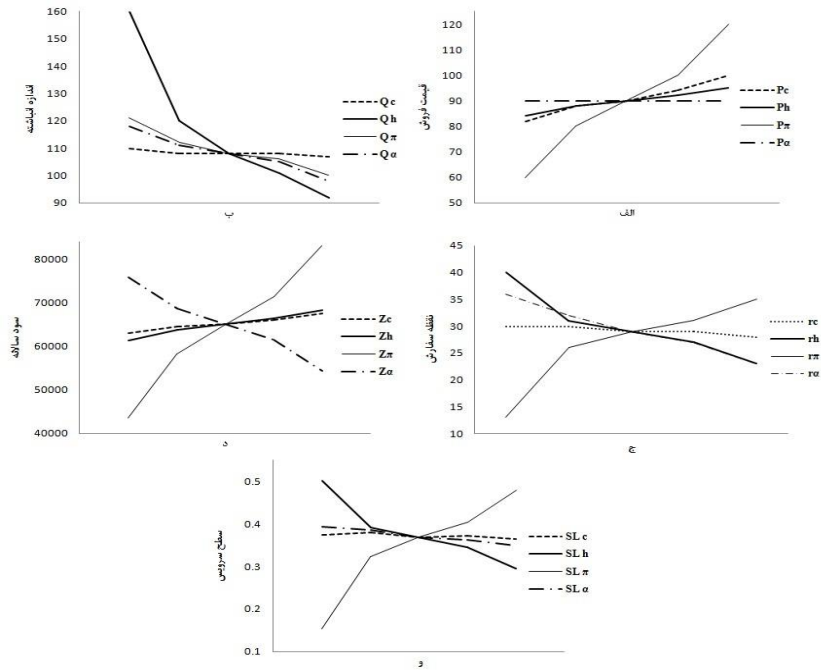 160
150
140
130
120
110
100
90
اندازه انباشته
Q c
Q h
Q π
Q α
ب
120
110
100
90
80
70
60
50
قیمت فروش
Pc
Ph
Pπ
Pα
الف
80000
70000
60000
50000
40000
سود سالانه
Zc
Zh
Zπ
Zα
د
45
40
35
30
25
20
15
10
نقطه سفارش
rc
rh
rπ
rα
ج
0.5
0.4
0.3
0.2
0.1
سطح سرویس
SL c
SL h
SL π
SL α
و